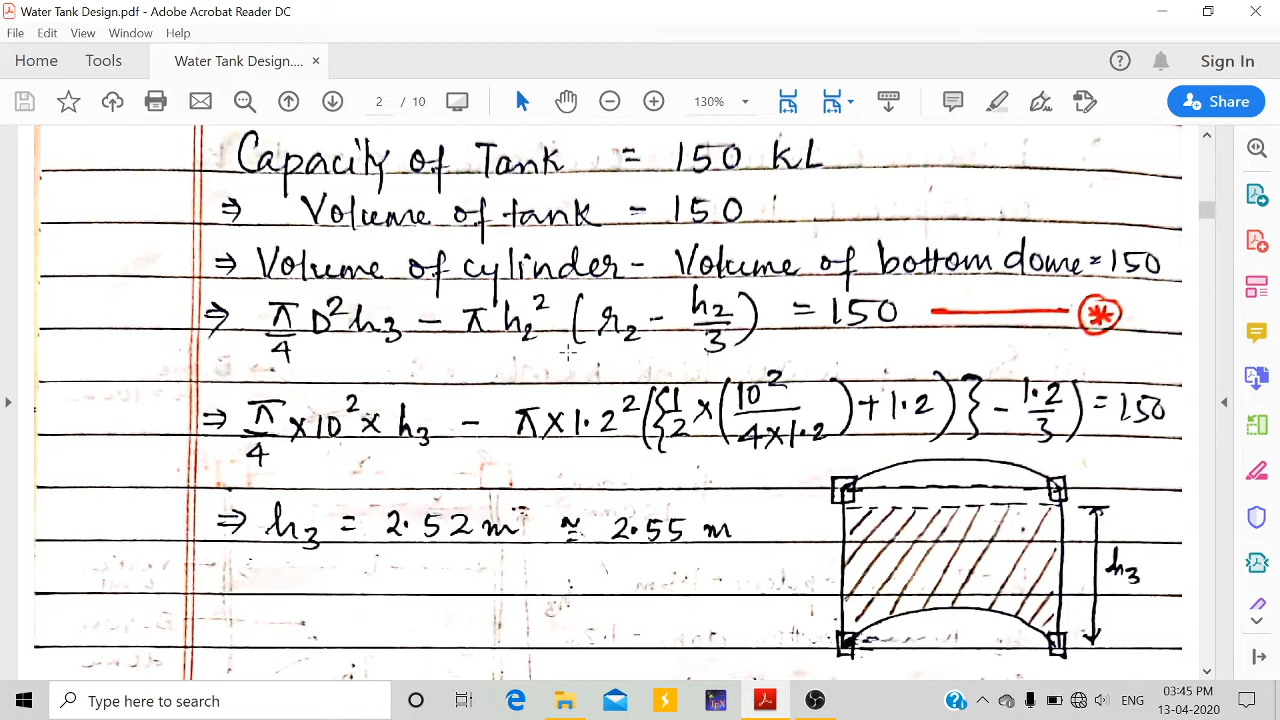 Water Tank Design.pdf - Adobe Acrobat Reader DC
File Edit View Window Help
Home Tools Water Tank Design.... × Sign In
2 / 10 130% Share
Capacity of Tank = 150 KL
⇒ Volume of tank = 150
⇒ Volume of cylinder - Volume of bottom dome = 150
⇒ π/4 D²h₃ - πh₂² (r₂ - h₂/3) = 150 ⊛
⇒ π/4 × 10² × h₃ - π × 1.2² ({1/2 × (10²/(4×1.2)) + 1.2)} - 1.2/3) = 150
⇒ h₃ = 2.52 m ≅ 2.55 m
h₃
Type here to search
ENG
03:45 PM
13-04-2020